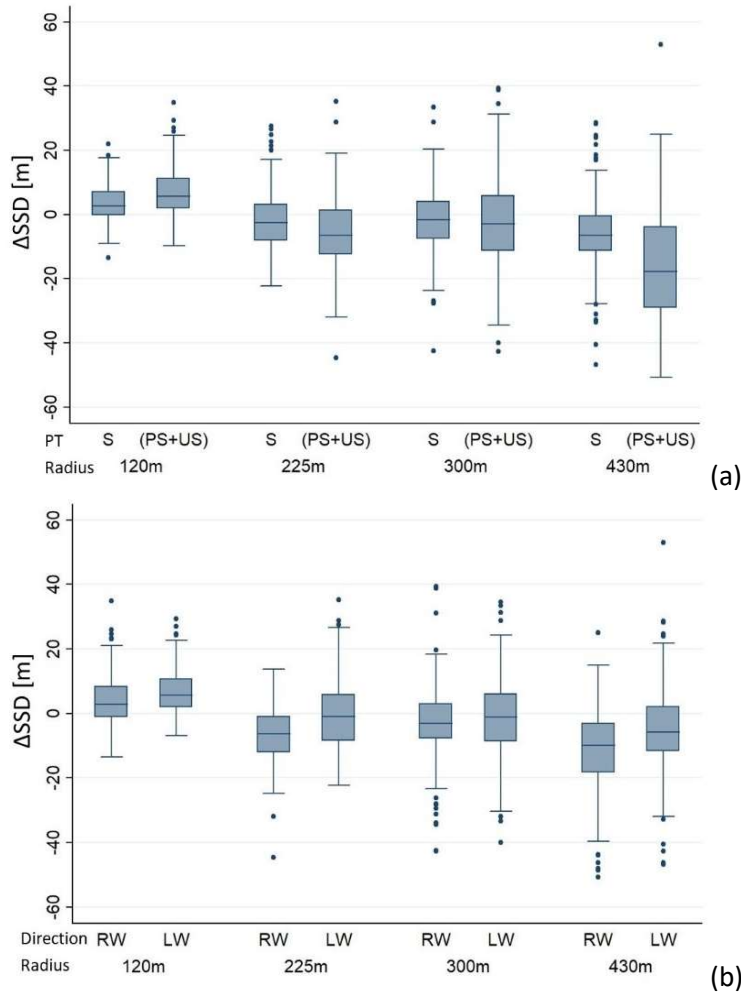 60
40
20
0
-20
-40
-60
ΔSSD [m]
PT S (PS+US) S (PS+US) S (PS+US) S (PS+US)
Radius 120m 225m 300m 430m
(a)
60
40
20
0
-20
-40
-60
ΔSSD [m]
Direction RW LW RW LW RW LW RW LW
Radius 120m 225m 300m 430m
(b)